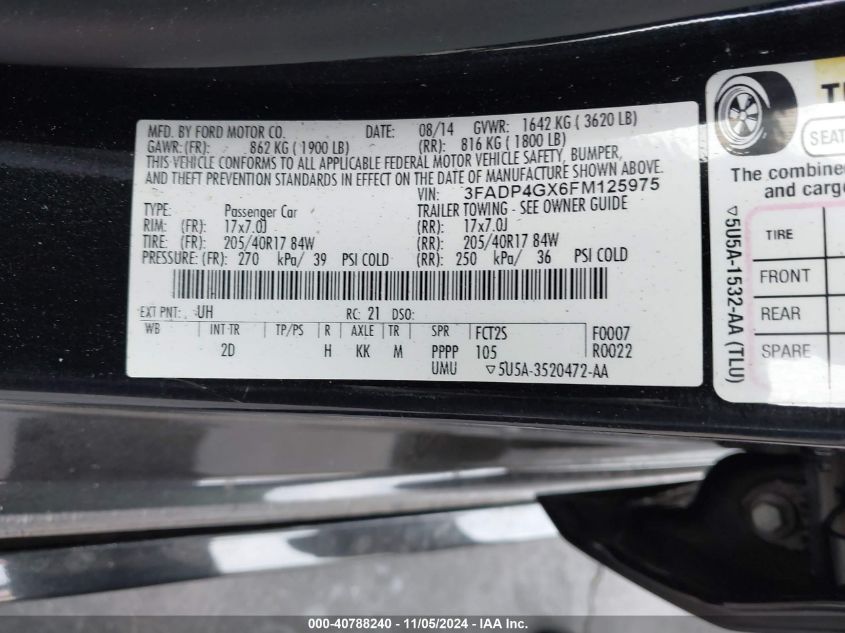 MFD. BY FORD MOTOR CO. DATE: 08/14 GVWR: 1642 KG ( 3620 LB)
GAWR: (FR): 862 KG ( 1900 LB) (RR): 816 KG ( 1800 LB)
THIS VEHICLE CONFORMS TO ALL APPLICABLE FEDERAL MOTOR VEHICLE SAFETY, BUMPER,
AND THEFT PREVENTION STANDARDS IN EFFECT ON THE DATE OF MANUFACTURE SHOWN ABOVE.
VIN: 3FADP4GX6FM125975
TYPE: Passenger Car TRAILER TOWING - SEE OWNER GUIDE
RIM: (FR): 17x7.0J (RR): 17x7.0J
TIRE: (FR): 205/40R17 84W (RR): 205/40R17 84W
PRESSURE: (FR): 270 kPa/ 39 PSI COLD (RR): 250 kPa/ 36 PSI COLD
EXT PNT: UH RC: 21 DSO:
WB INT TR TP/PS R AXLE TR SPR FCT2S F0007
2D H KK M PPPP 105 R0022
UMU ▽5U5A-3520472-AA
SEAT
The combined
and cargo
TIRE
FRONT
REAR
SPARE
▽5U5A-1532-AA (TLU)
000-40788240 - 11/05/2024 - IAA Inc.